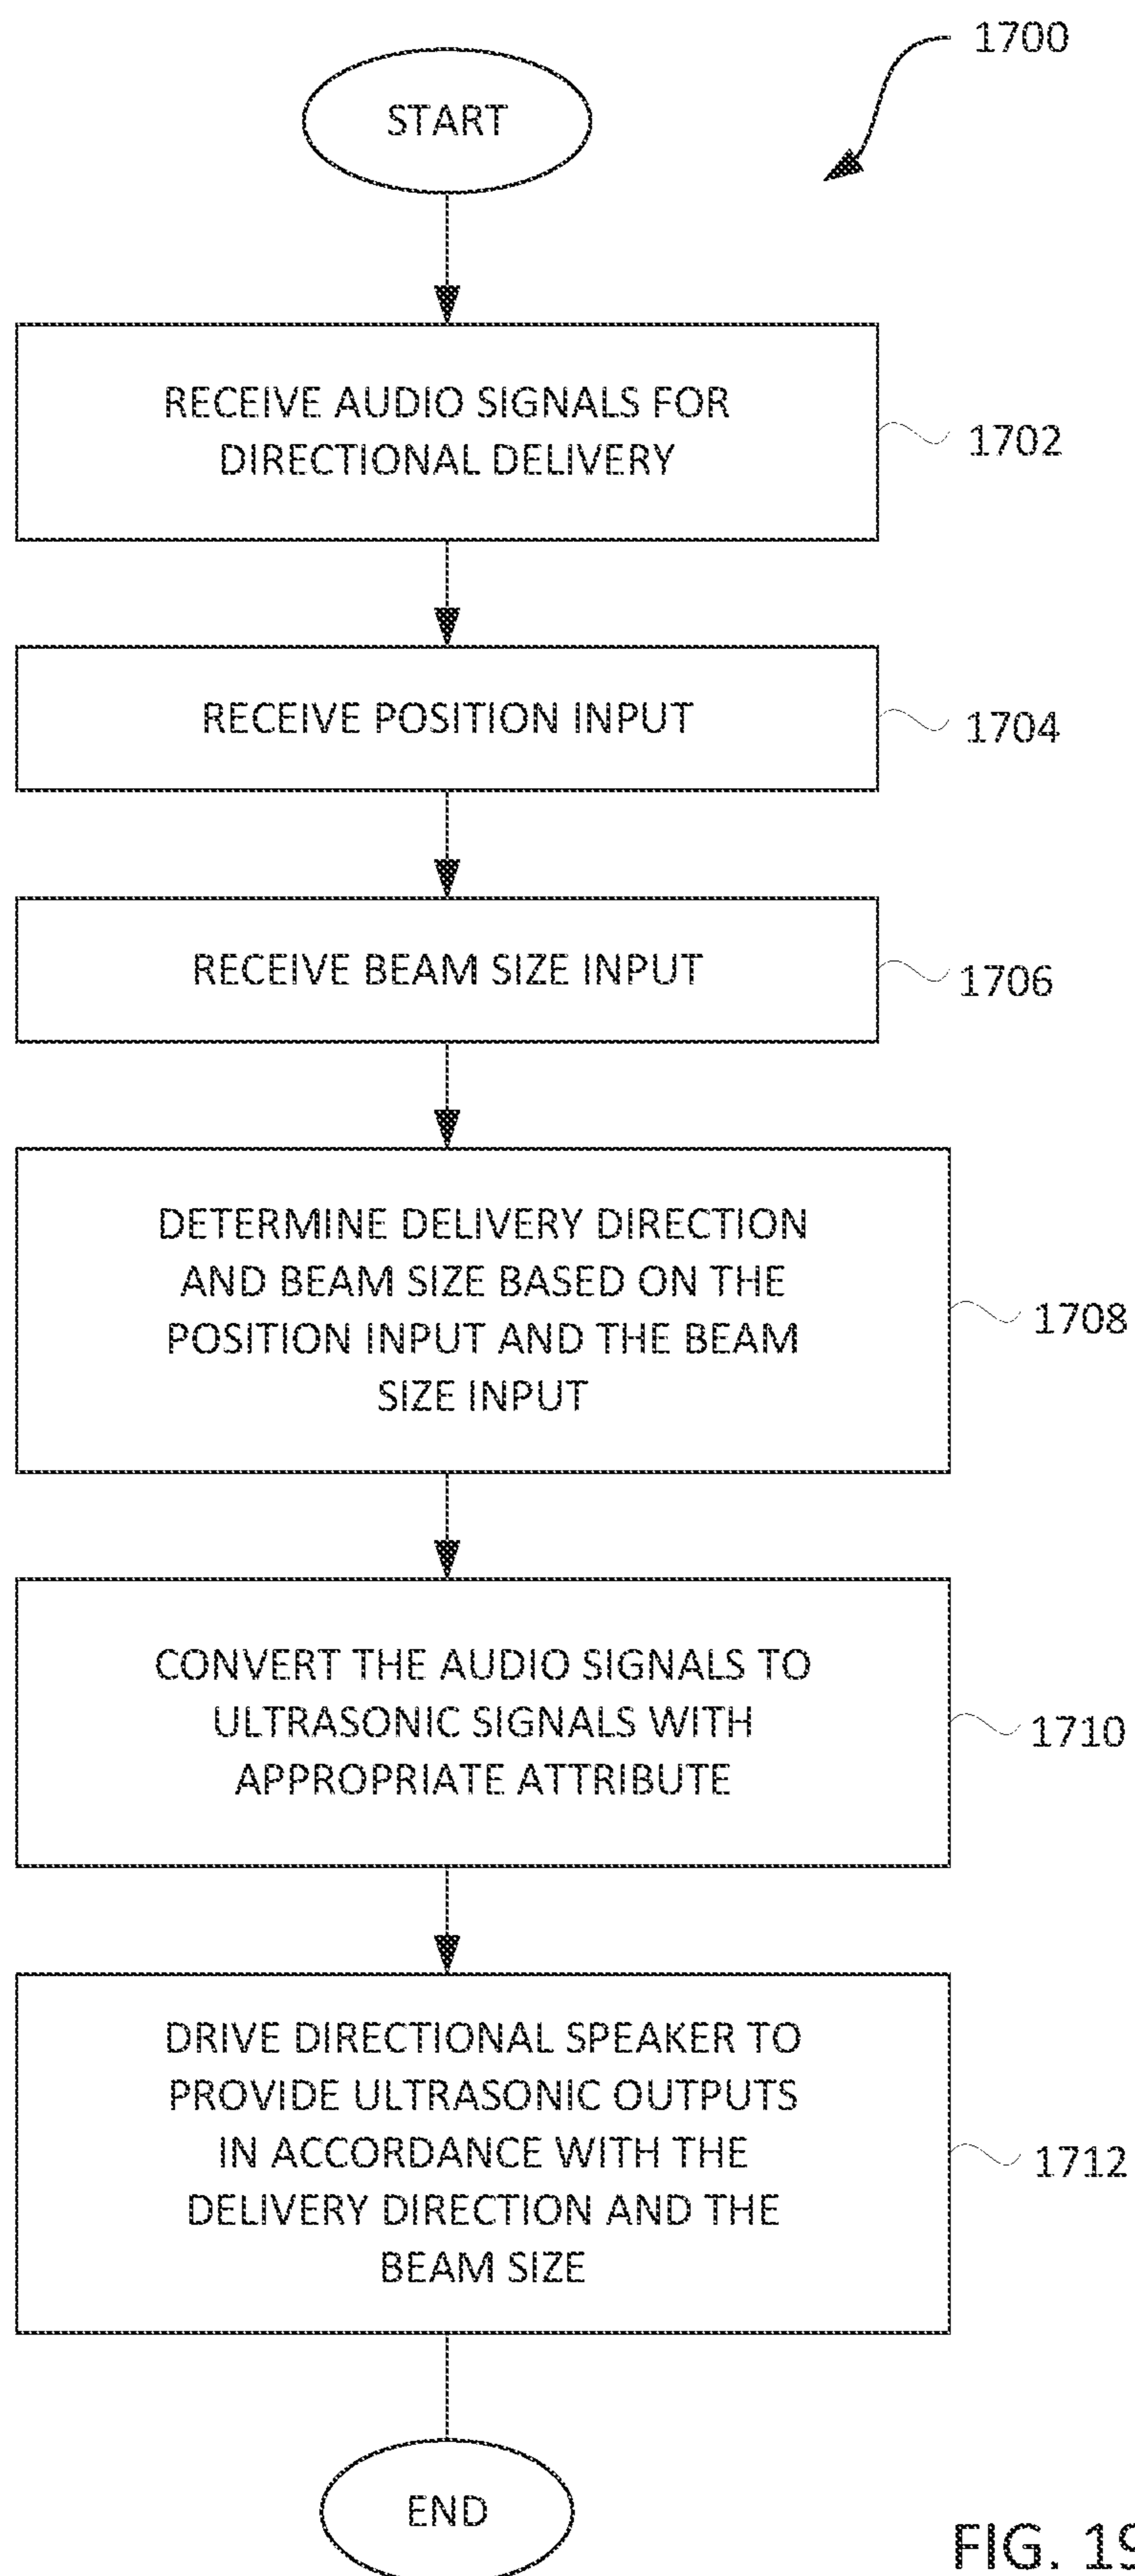 1700
START
RECEIVE AUDIO SIGNALS FOR
DIRECTIONAL DELIVERY
1702
RECEIVE POSITION INPUT
1704
RECEIVE BEAM SIZE INPUT
1706
DETERMINE DELIVERY DIRECTION
AND BEAM SIZE BASED ON THE
POSITION INPUT AND THE BEAM
SIZE INPUT
1708
CONVERT THE AUDIO SIGNALS TO
ULTRASONIC SIGNALS WITH
APPROPRIATE ATTRIBUTE
1710
DRIVE DIRECTIONAL SPEAKER TO
PROVIDE ULTRASONIC OUTPUTS
IN ACCORDANCE WITH THE
DELIVERY DIRECTION AND THE
BEAM SIZE
1712
END
FIG. 19